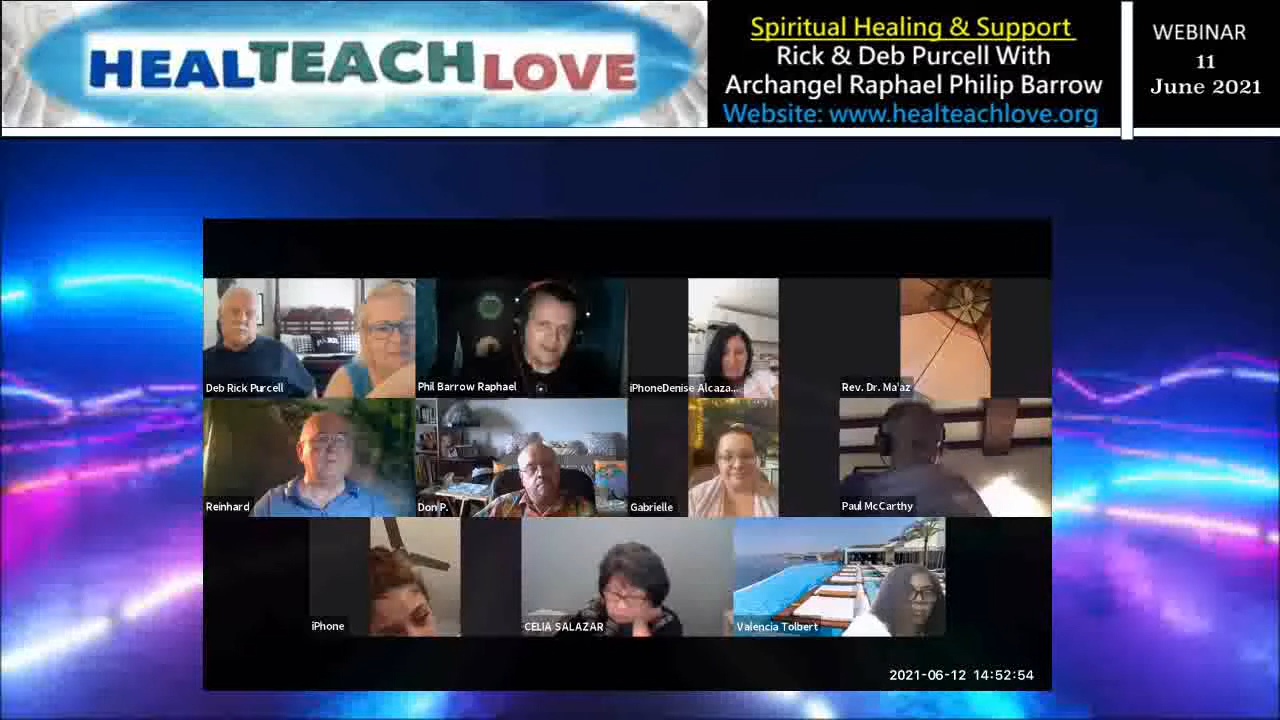 HEALTEACHLOVE
Spiritual Healing & Support
Rick & Deb Purcell With
Archangel Raphael Philip Barrow
Website: www.healteachlove.org
WEBINAR
11
June 2021
Deb Rick Purcell
Phil Barrow Raphael
iPhoneDenise Alcaza...
Rev. Dr. Ma'az
Reinhard
Don P.
Gabrielle
Paul McCarthy
iPhone
CELIA SALAZAR
Valencia Tolbert
2021-06-12 14:52:54